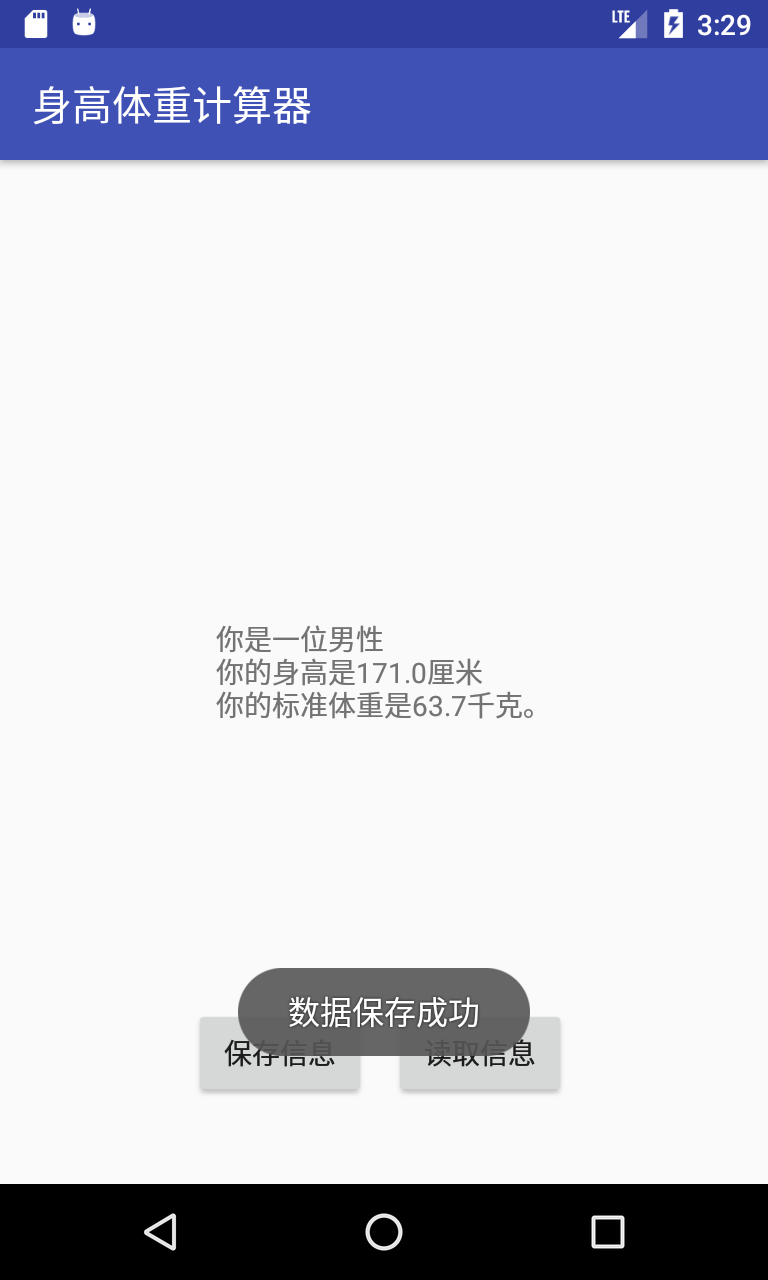 LTE 3:29
身高体重计算器
你是一位男性
你的身高是171.0厘米
你的标准体重是63.7千克。
数据保存成功
保存信息 读取信息